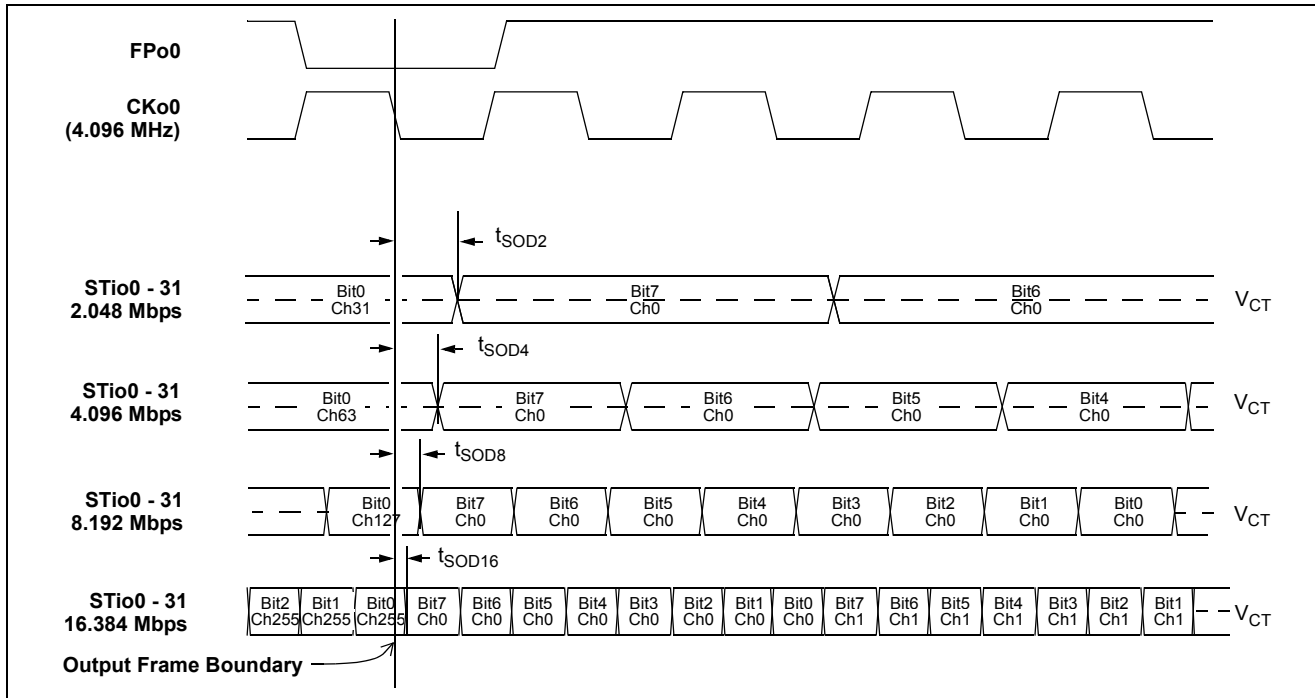 FPo0
CKo0
(4.096 MHz)
tSOD2
STio0 - 31
2.048 Mbps
Bit0
Ch31
Bit7
Ch0
Bit6
Ch0
VCT
tSOD4
STio0 - 31
4.096 Mbps
Bit0
Ch63
Bit7
Ch0
Bit6
Ch0
Bit5
Ch0
Bit4
Ch0
VCT
tSOD8
STio0 - 31
8.192 Mbps
Bit0
Ch127
Bit7
Ch0
Bit6
Ch0
Bit5
Ch0
Bit4
Ch0
Bit3
Ch0
Bit2
Ch0
Bit1
Ch0
Bit0
Ch0
VCT
tSOD16
STio0 - 31
16.384 Mbps
Bit2
Ch255
Bit1
Ch255
Bit0
Ch255
Bit7
Ch0
Bit6
Ch0
Bit5
Ch0
Bit4
Ch0
Bit3
Ch0
Bit2
Ch0
Bit1
Ch0
Bit0
Ch0
Bit7
Ch1
Bit6
Ch1
Bit5
Ch1
Bit4
Ch1
Bit3
Ch1
Bit2
Ch1
Bit1
Ch1
VCT
Output Frame Boundary